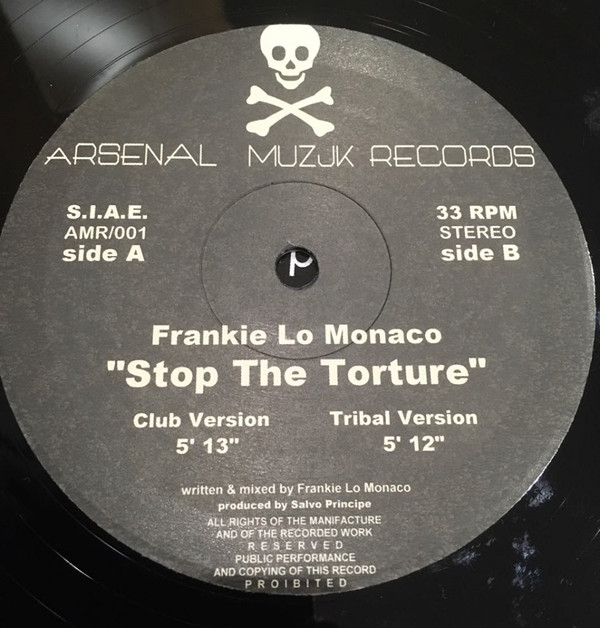 ARSENAL MUZJK RECORDS
S.I.A.E. 33 RPM
AMR/001 STEREO
side A side B
Frankie Lo Monaco
"Stop The Torture"
Club Version Tribal Version
5' 13" 5' 12"
written & mixed by Frankie Lo Monaco
produced by Salvo Principe
ALL RIGHTS OF THE MANIFACTURE
AND OF THE RECORDED WORK
RESERVED
PUBLIC PERFORMANCE
AND COPYING OF THIS RECORD
PROIBITED